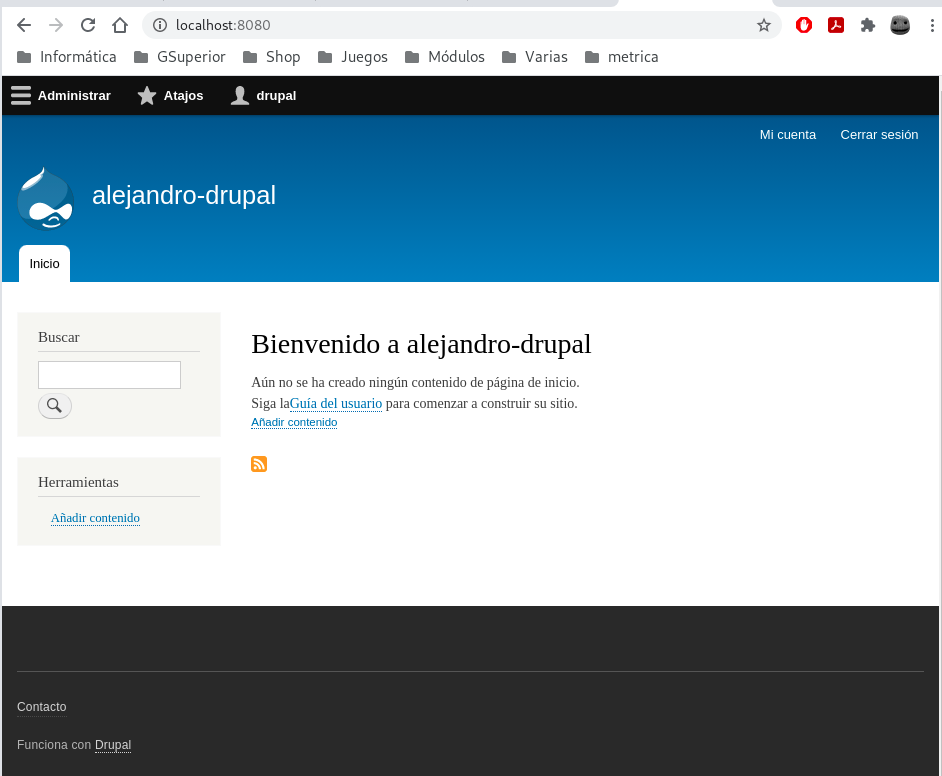 localhost:8080
Informática GSuperior Shop Juegos Módulos Varias metrica
Administrar Atajos drupal
Mi cuenta Cerrar sesión
alejandro-drupal
Inicio
Buscar
Bienvenido a alejandro-drupal
Aún no se ha creado ningún contenido de página de inicio.
Siga laGuía del usuario para comenzar a construir su sitio.
Añadir contenido
Herramientas
Añadir contenido
Contacto
Funciona con Drupal